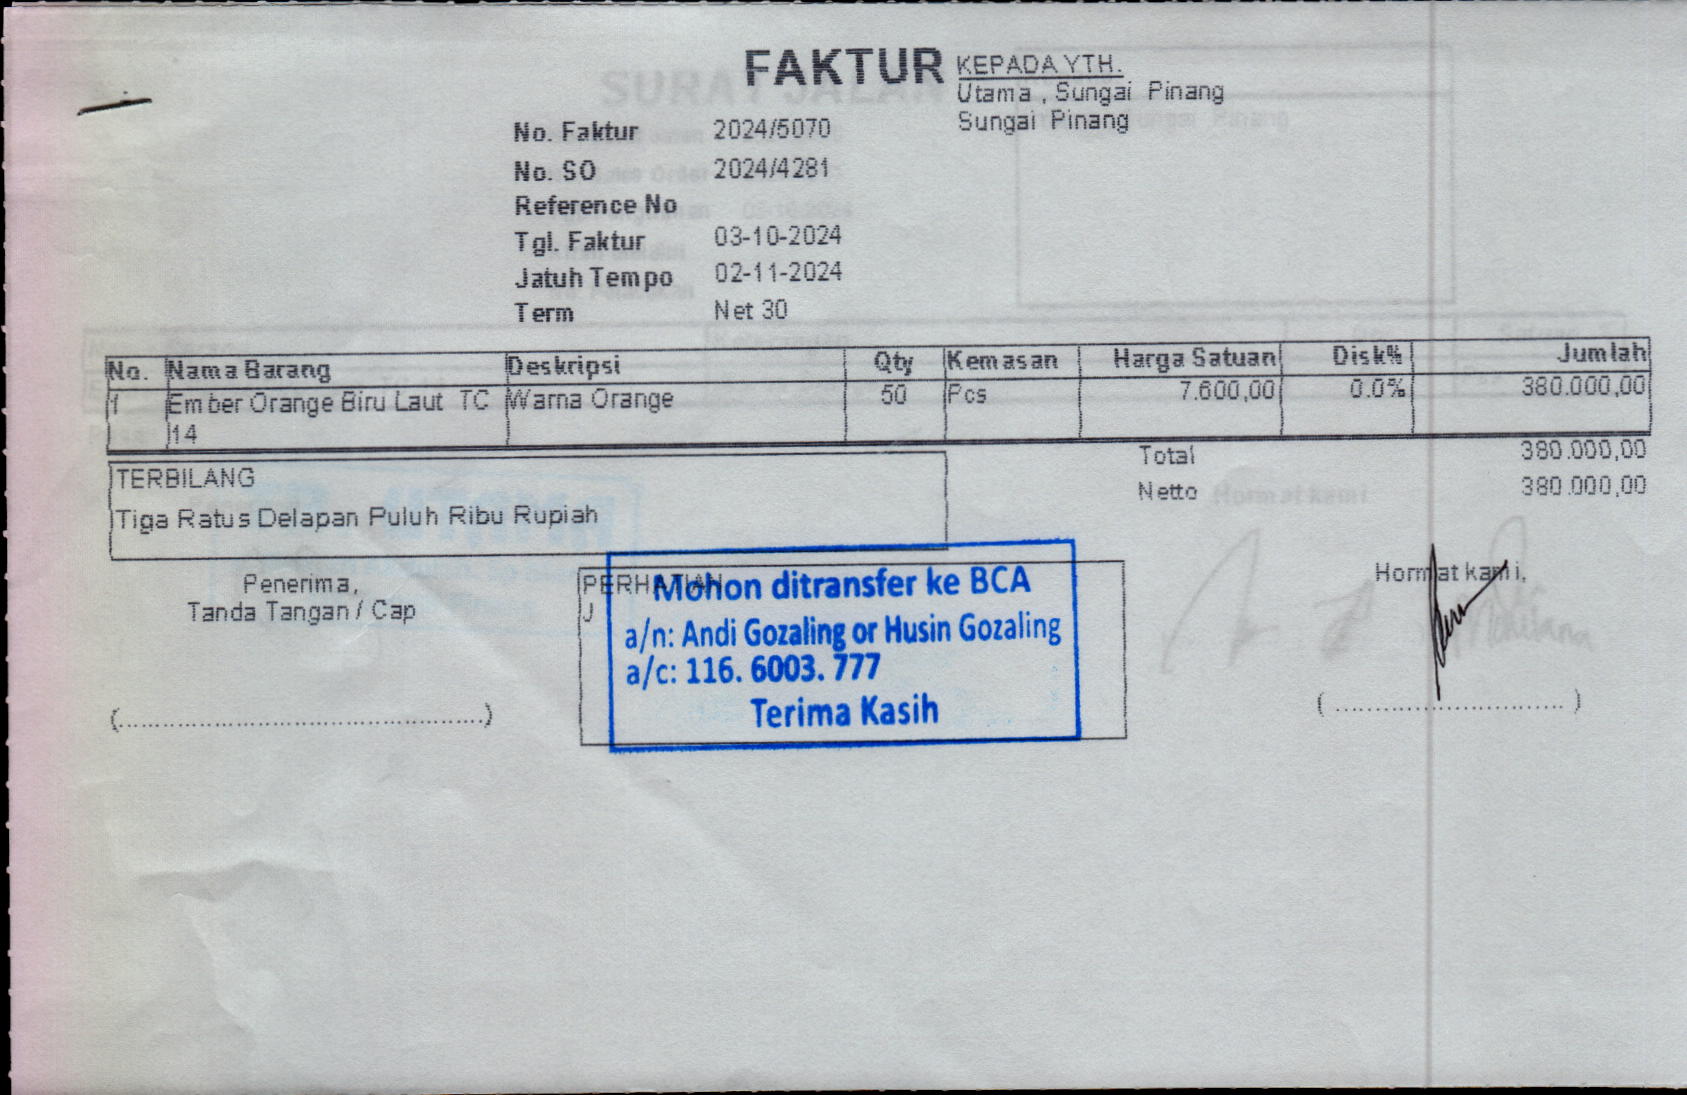 FAKTUR
KEPADA YTH.
Utama , Sungai Pinang
Sungai Pinang
No. Faktur 2024/5070
No. SO 2024/4281
Reference No
Tgl. Faktur 03-10-2024
Jatuh Tempo 02-11-2024
Term Net 30
No. Nama Barang Deskripsi Qty Kemasan Harga Satuan Disk% Jumlah
1 Ember Orange Biru Laut TC Warna Orange 50 Pcs 7.600,00 0.0% 380.000,00
14
Total 380.000,00
Netto 380.000,00
TERBILANG
Tiga Ratus Delapan Puluh Ribu Rupiah
Penerima,
Tanda Tangan / Cap
(................................................)
PERHATIAN
J
Mohon ditransfer ke BCA
a/n: Andi Gozaling or Husin Gozaling
a/c: 116. 6003. 777
Terima Kasih
Hormat kami,
( ............................. )
SURAT JALAN
Hormat kami